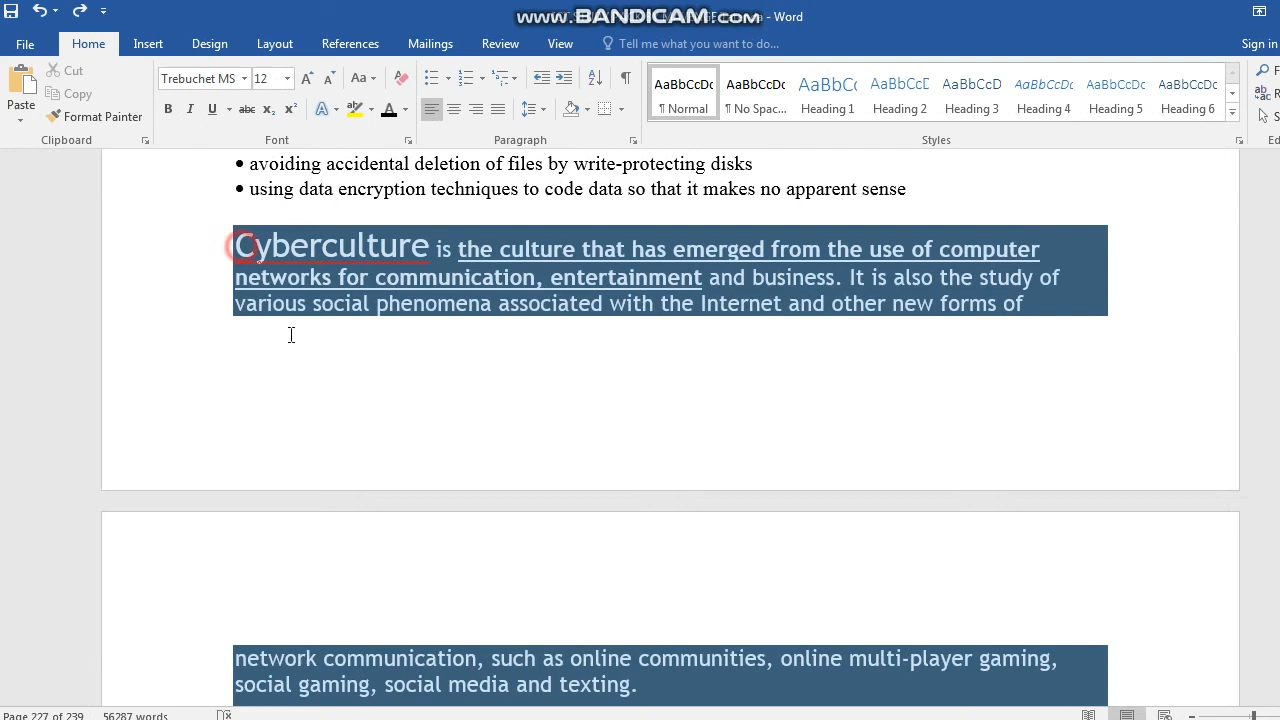 www.BANDICAM.com - Word
File Home Insert Design Layout References Mailings Review View Tell me what you want to do... Sign in
Cut
Copy
Paste
Format Painter
Trebuchet MS 12
Clipboard Font Paragraph Styles
AaBbCcDc AaBbCcDc AaBbCc AaBbCcD AaBbCcD AaBbCcDc AaBbCcDc AaBbCcDc
¶ Normal ¶ No Spac... Heading 1 Heading 2 Heading 3 Heading 4 Heading 5 Heading 6
• avoiding accidental deletion of files by write-protecting disks
• using data encryption techniques to code data so that it makes no apparent sense
Cyberculture is the culture that has emerged from the use of computer
networks for communication, entertainment and business. It is also the study of
various social phenomena associated with the Internet and other new forms of
network communication, such as online communities, online multi-player gaming,
social gaming, social media and texting.
Page 227 of 239 56287 words